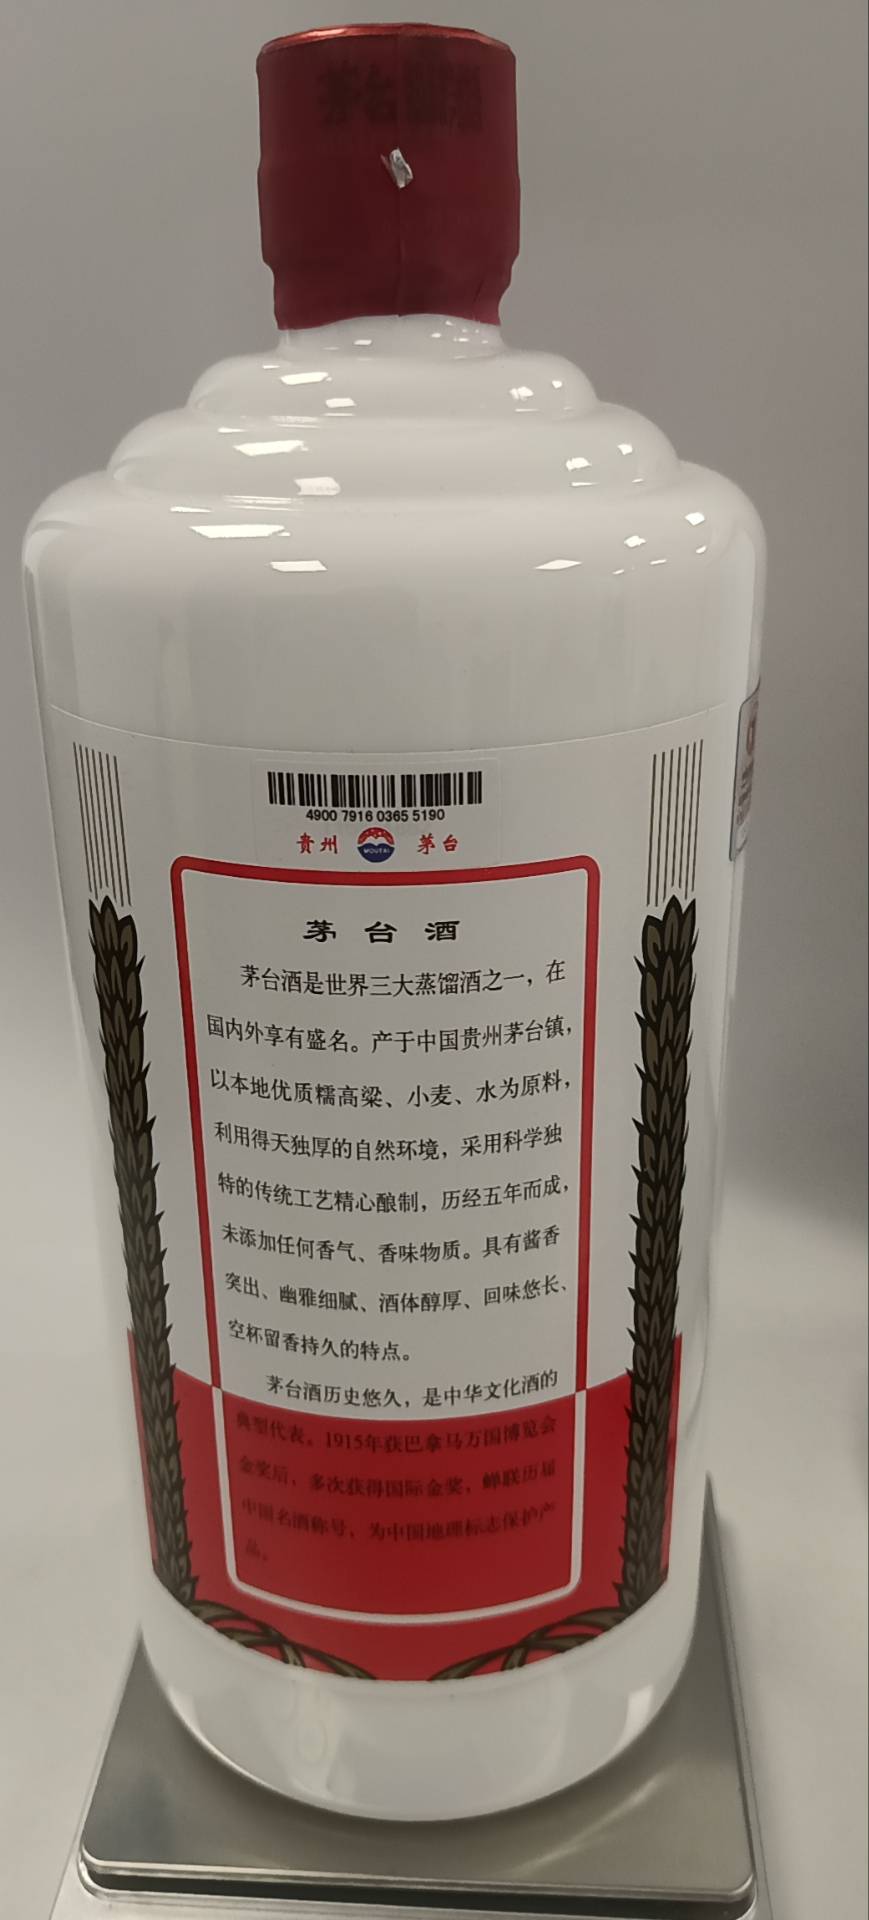 4900 7916 0365 5190
贵州 MOUTAI 茅台
茅台酒
茅台酒是世界三大蒸馏酒之一，在
国内外享有盛名。产于中国贵州茅台镇，
以本地优质糯高粱、小麦、水为原料，
利用得天独厚的自然环境，采用科学独
特的传统工艺精心酿制，历经五年而成，
未添加任何香气、香味物质。具有酱香
突出、幽雅细腻、酒体醇厚、回味悠长、
空杯留香持久的特点。
茅台酒历史悠久，是中华文化酒的
典型代表。1915年获巴拿马万国博览会
金奖后，多次获得国际金奖，蝉联历届
中国名酒称号，为中国地理标志保护产
品。